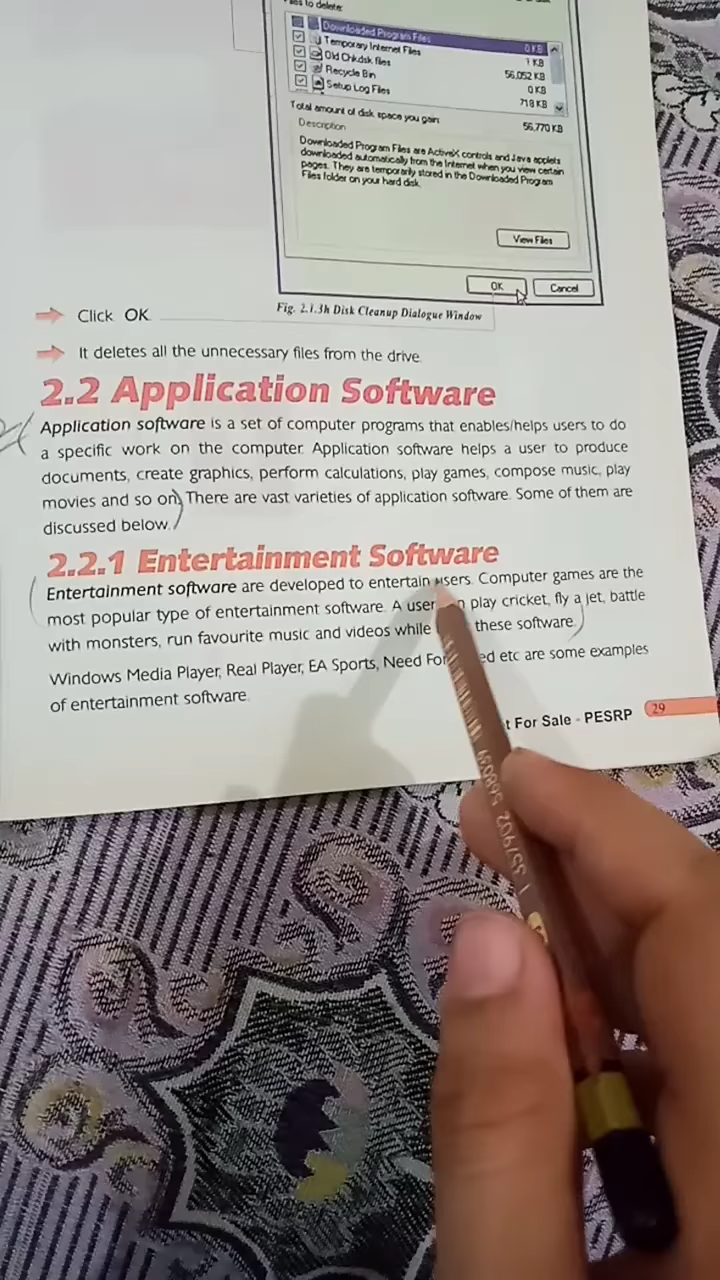 Files to delete:
Downloaded Program Files 0 KB
Temporary Internet Files 1 KB
Old Chkdsk files
Recycle Bin 56,052 KB
Setup Log Files 0 KB
718 KB
Total amount of disk space you gain: 56,770 KB
Description
Downloaded Program Files are ActiveX controls and Java applets
downloaded automatically from the Internet when you view certain
pages. They are temporarily stored in the Downloaded Program
Files folder on your hard disk.
View Files
OK Cancel
Fig. 2.1.3h Disk Cleanup Dialogue Window
Click OK.
It deletes all the unnecessary files from the drive.
2.2 Application Software
Application software is a set of computer programs that enables/helps users to do
a specific work on the computer. Application software helps a user to produce
documents, create graphics, perform calculations, play games, compose music, play
movies and so on. There are vast varieties of application software. Some of them are
discussed below.
2.2.1 Entertainment Software
Entertainment software are developed to entertain users. Computer games are the
most popular type of entertainment software. A user play cricket, fly a jet, battle
with monsters, run favourite music and videos while these software.
Windows Media Player, Real Player, EA Sports, Need For etc are some examples
of entertainment software.
For Sale - PESRP 29